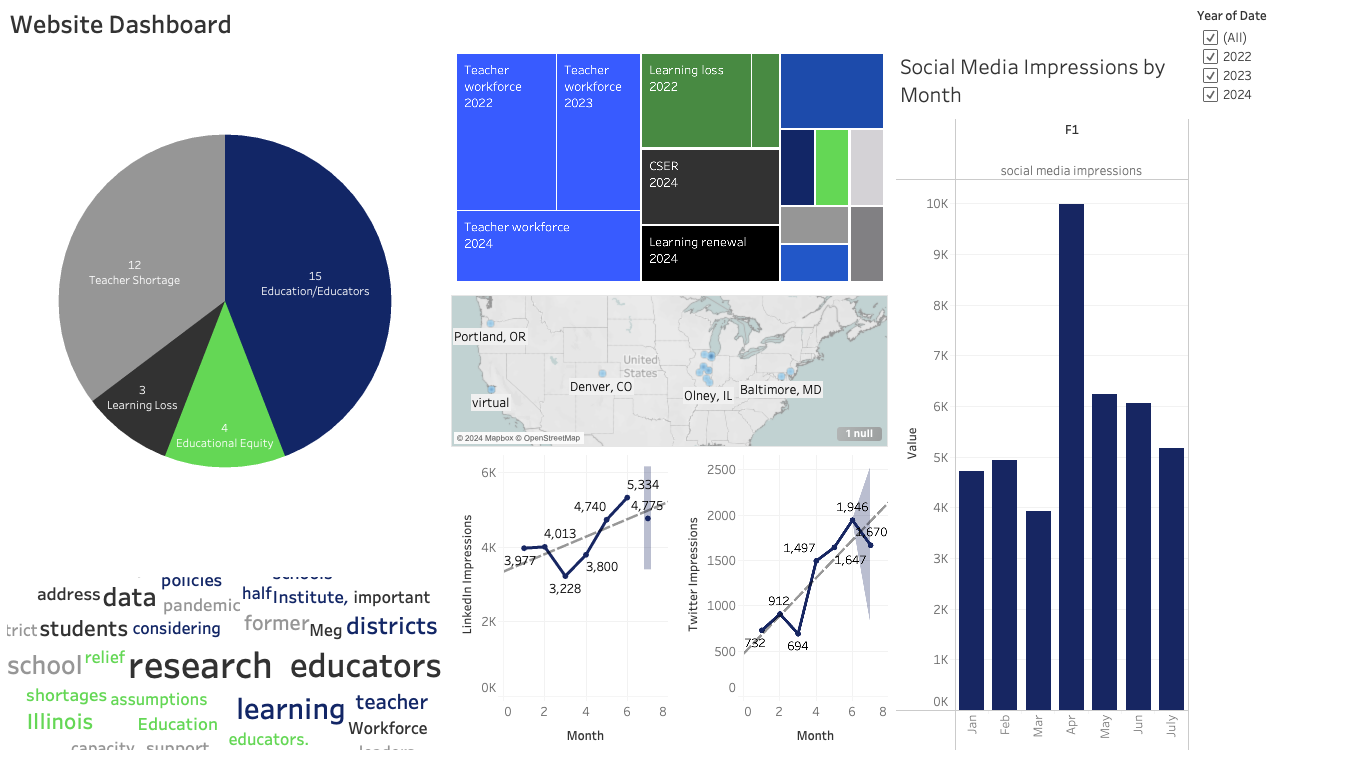 Website Dashboard
Year of Date
(All)
2022
2023
2024
15
Education/Educators
12
Teacher Shortage
3
Learning Loss
4
Educational Equity
Teacher
workforce
2022
Teacher
workforce
2023
Teacher workforce
2024
Learning loss
2022
CSER
2024
Learning renewal
2024
Portland, OR
virtual
Denver, CO
United
States
Olney, IL
Baltimore, MD
© 2024 Mapbox © OpenStreetMap
1 null
LinkedIn Impressions
6K
4K
2K
0K
3,977
4,013
3,228
3,800
4,740
5,334
4,775
0 2 4 6 8
Month
Twitter Impressions
2500
2000
1500
1000
500
0
732
912
694
1,497
1,647
1,946
1,670
0 2 4 6 8
Month
Social Media Impressions by
Month
F1
social media impressions
Value
10K
9K
8K
7K
6K
5K
4K
3K
2K
1K
0K
Jan Feb Mar Apr May Jun July
policies
address data pandemic half Institute, important
students considering former Meg districts
school relief research educators
shortages assumptions learning teacher
Illinois Education Workforce
capacity support educators.